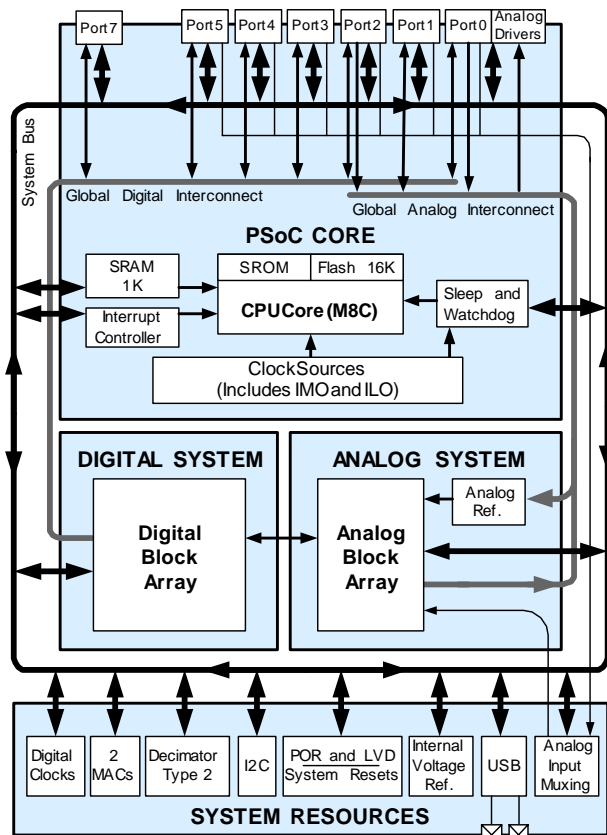 Port7
Port5
Port4
Port3
Port2
Port1
Port0
Analog
Drivers
System Bus
Global Digital Interconnect
Global Analog Interconnect
PSoC CORE
SRAM
1K
SROM
Flash 16K
CPUCore (M8C)
Sleep and
Watchdog
Interrupt
Controller
ClockSources
(Includes IMO and ILO)
DIGITAL SYSTEM
ANALOG SYSTEM
Digital
Block
Array
Analog
Block
Array
Analog
Ref.
Digital
Clocks
2
MACs
Decimator
Type 2
I2C
POR and LVD
System Resets
Internal
Voltage
Ref.
USB
Analog
Input
Muxing
SYSTEM RESOURCES